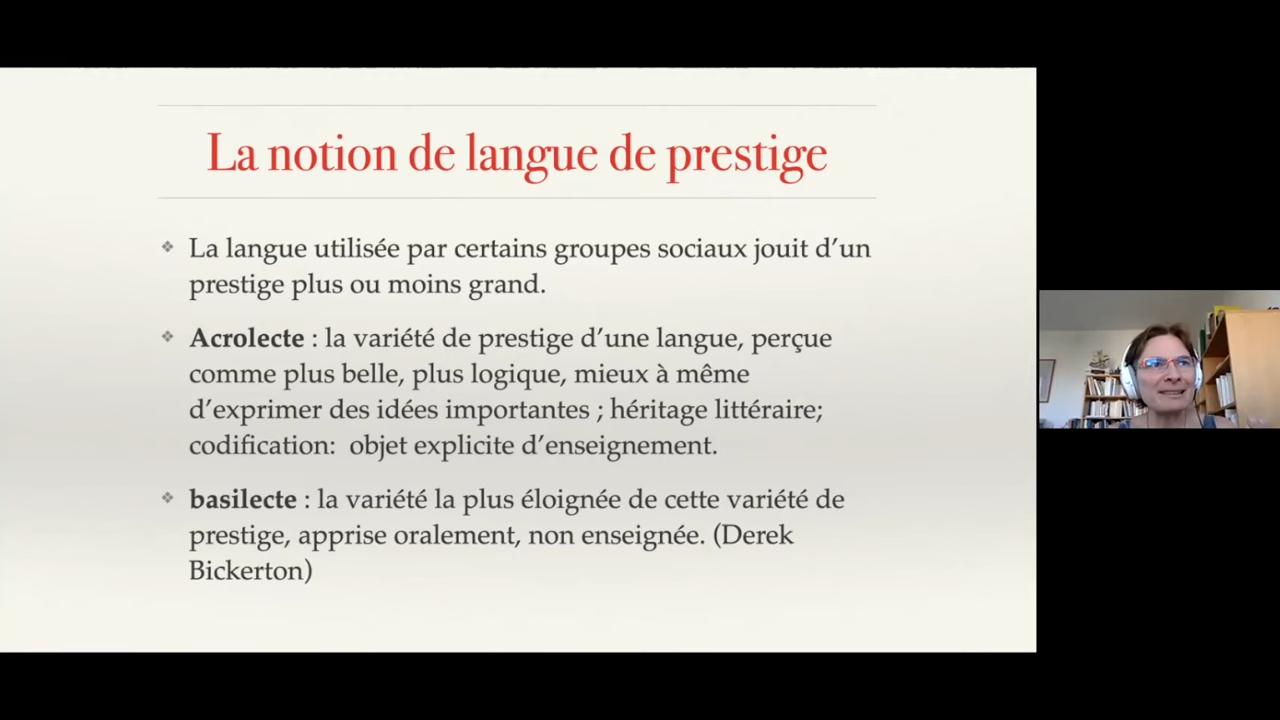 La notion de langue de prestige
La langue utilisée par certains groupes sociaux jouit d’un
prestige plus ou moins grand.
Acrolecte : la variété de prestige d’une langue, perçue
comme plus belle, plus logique, mieux à même
d’exprimer des idées importantes ; héritage littéraire;
codification:  objet explicite d’enseignement.
basilecte : la variété la plus éloignée de cette variété de
prestige, apprise oralement, non enseignée. (Derek
Bickerton)